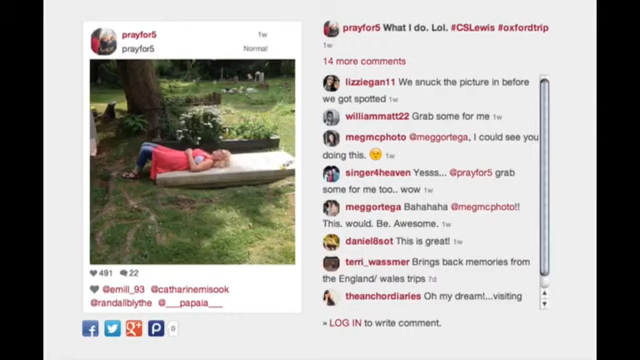 prayfor5 1w
prayfor5 Normal
491 22
@emill_93 @catharinemisook
@randallblythe @___papaia___
0
prayfor5 What I do. Lol. #CSLewis #oxfordtrip
1w
14 more comments
lizziegan11 We snuck the picture in before
we got spotted 1w
williammatt22 Grab some for me 1w
megmcphoto @meggortega, I could see you
doing this. 1w
singer4heaven Yesss... @prayfor5 grab
some for me too.. wow 1w
meggortega Bahahaha @megmcphoto!!
This. Would. Be. Awesome. 1w
daniel8sot This is great! 1w
terri_wassmer Brings back memories from
the England/ wales trips 7d
theanchordiaries Oh my dream!...visiting
» LOG IN to write comment.